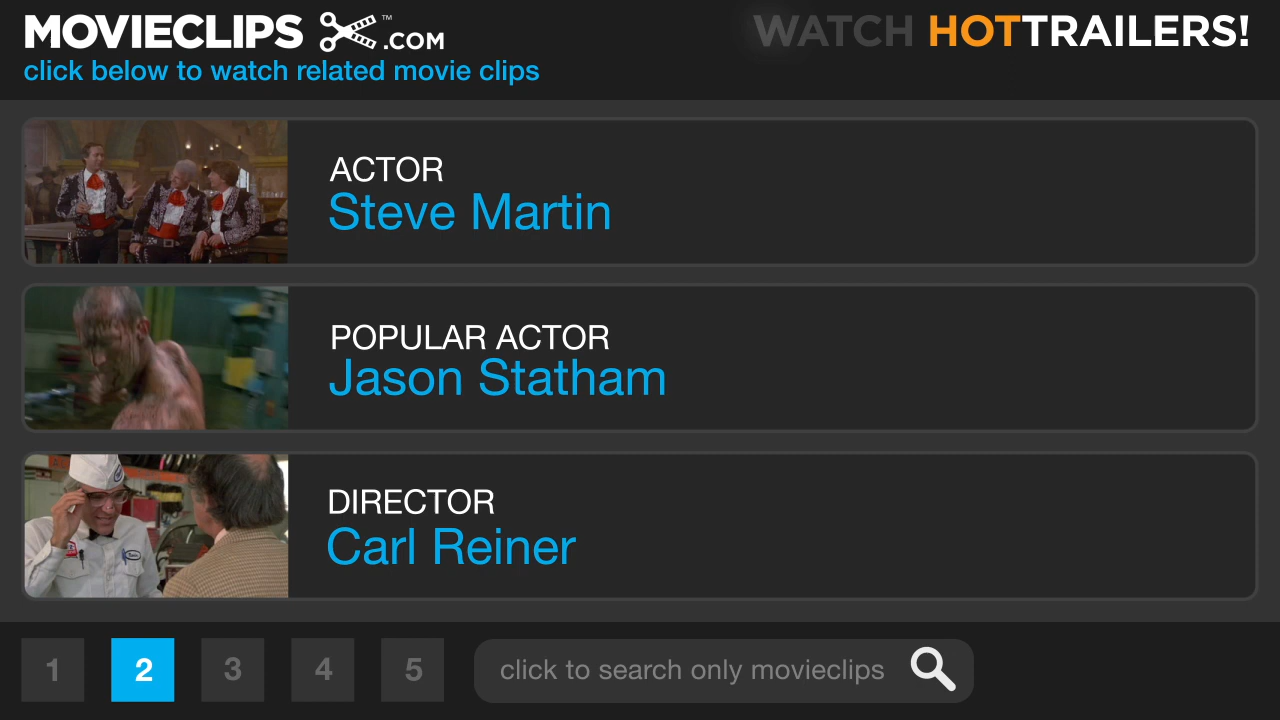 MOVIECLIPS ™ .COM
WATCH HOTTRAILERS!
click below to watch related movie clips
ACTOR
Steve Martin
POPULAR ACTOR
Jason Statham
DIRECTOR
Carl Reiner
1 2 3 4 5 click to search only movieclips